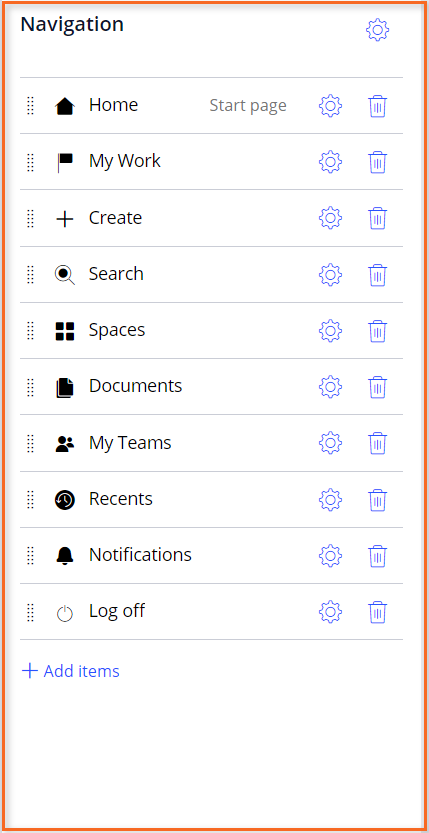 Navigation
Home Start page
My Work
Create
Search
Spaces
Documents
My Teams
Recents
Notifications
Log off
Add items